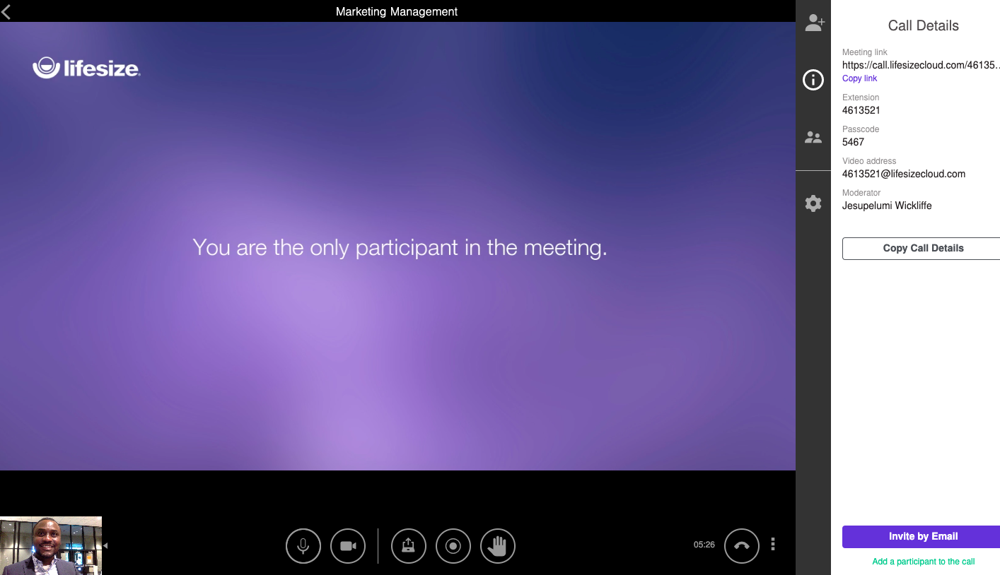 Marketing Management
lifesize
You are the only participant in the meeting.
05:26
Call Details
Meeting link
https://call.lifesizecloud.com/46135..
Copy link
Extension
4613521
Passcode
5467
Video address
4613521@lifesizecloud.com
Moderator
Jesupelumi Wickliffe
Copy Call Details
Invite by Email
Add a participant to the call